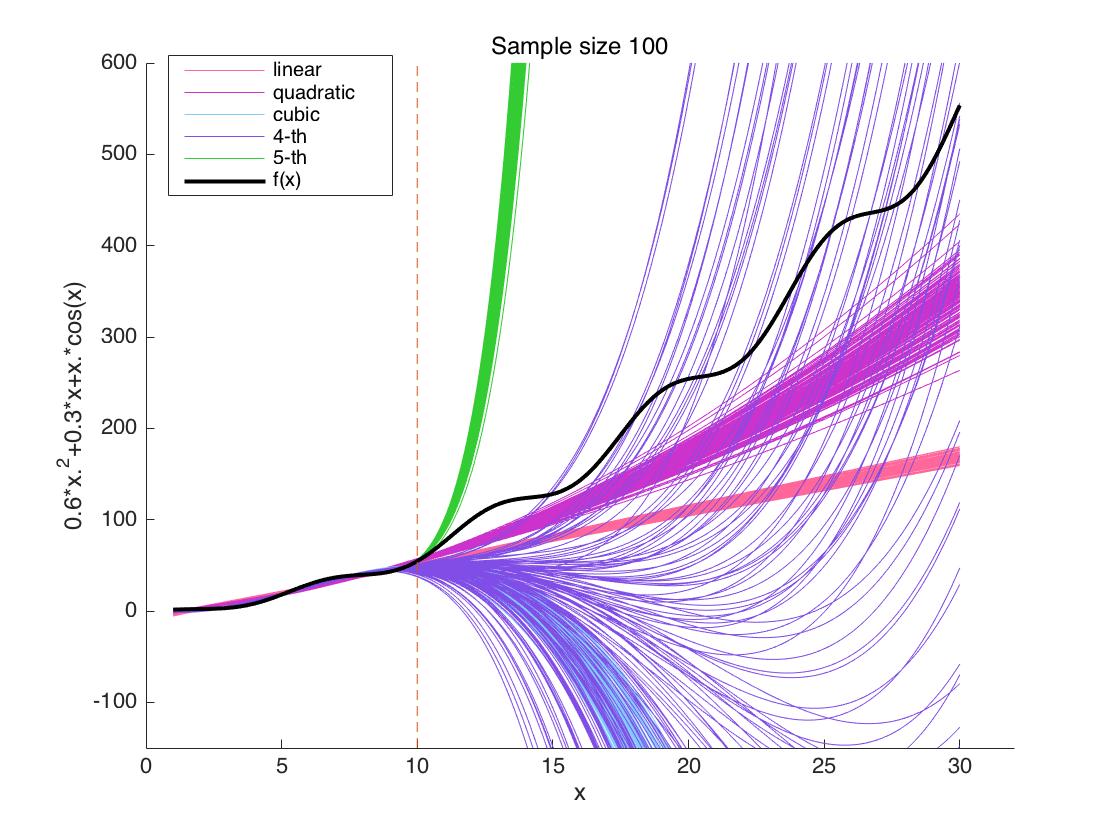 Sample size 100
linear
quadratic
cubic
4-th
5-th
f(x)
600
500
400
300
200
100
0
-100
0.6*x.²+0.3*x+x.*cos(x)
0 5 10 15 20 25 30
x